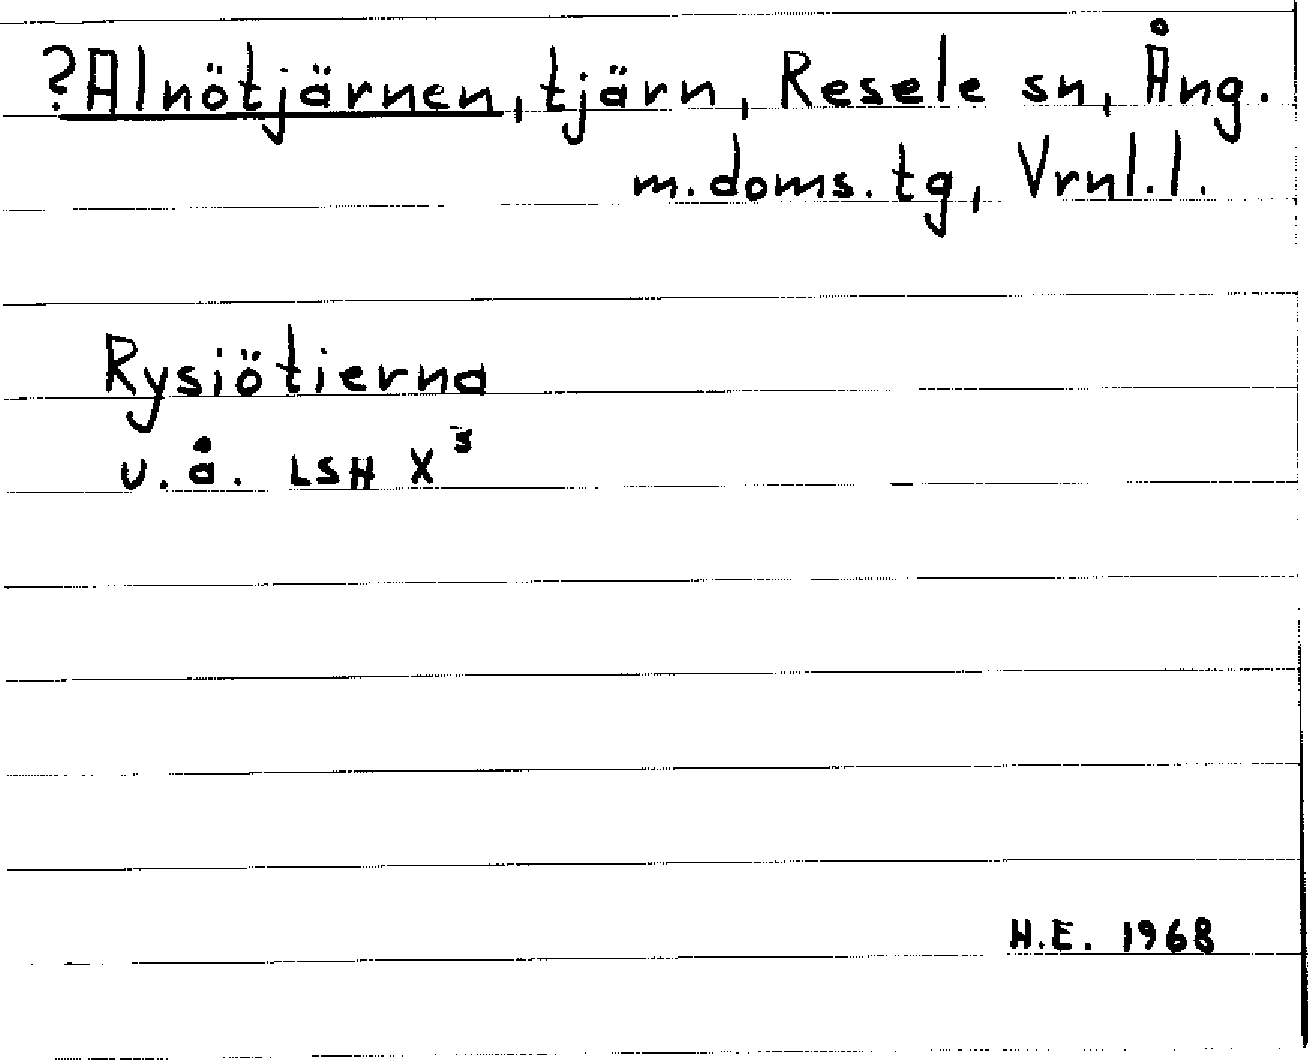 ?Alnötjärnen, tjärn, Resele sn, Ång.
m.doms.tg, Vrnl.l.
Rysiötierna
u.å. LSH X³
H.E. 1968